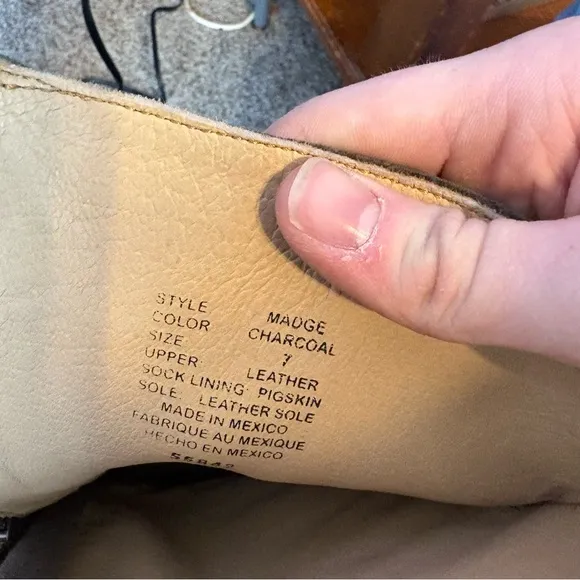 STYLE MADGE
COLOR CHARCOAL
SIZE 7
UPPER LEATHER
SOCK LINING: PIGSKIN
SOLE: LEATHER SOLE
MADE IN MEXICO
FABRIQUE AU MEXIQUE
HECHO EN MEXICO